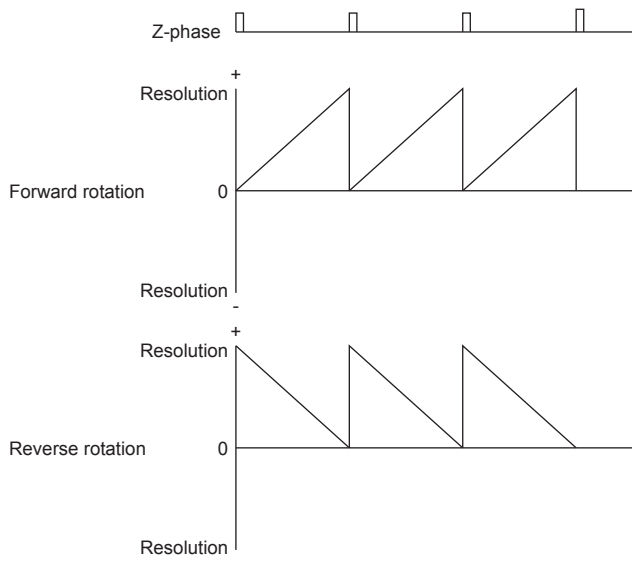 Z-phase
+
Resolution
Forward rotation 0
Resolution
-
+
Resolution
Reverse rotation 0
Resolution